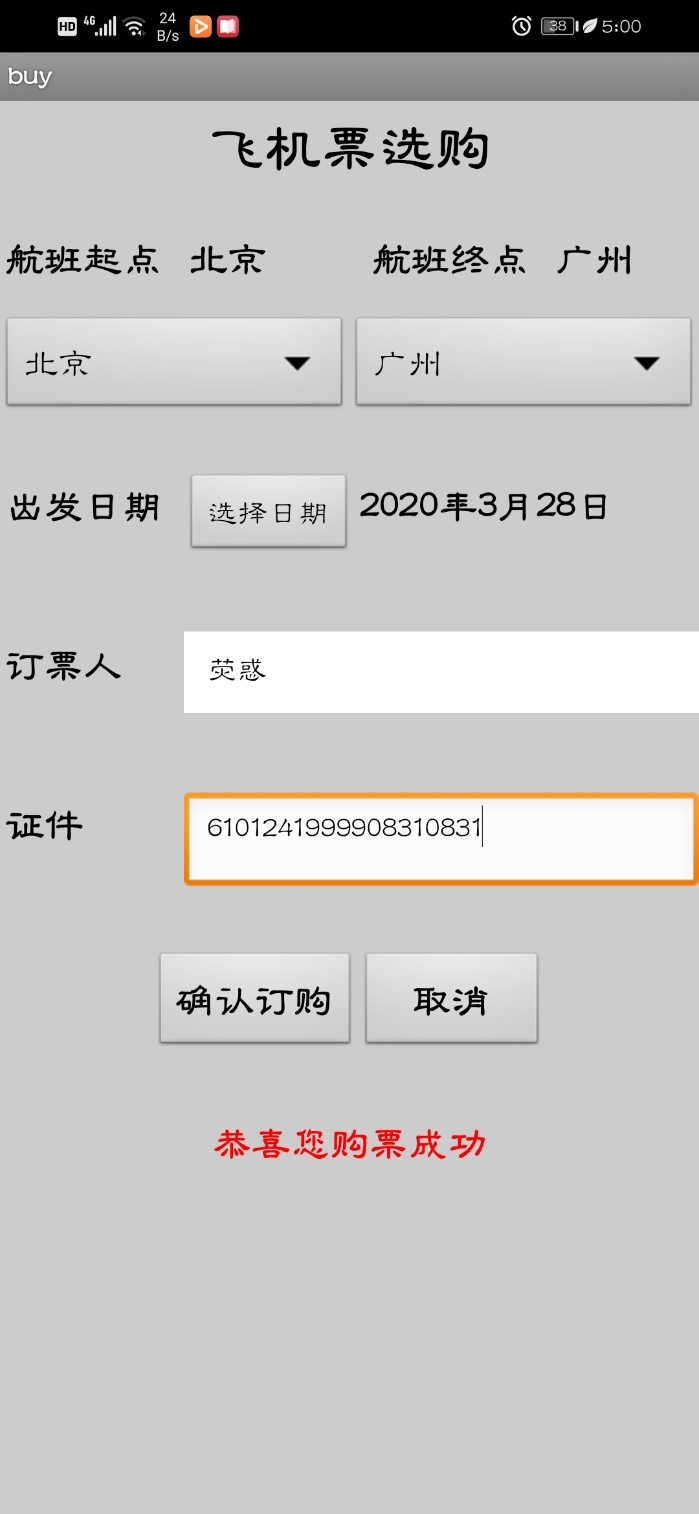 HD 4G 24 B/s 38 5:00
buy
飞机票选购
航班起点 北京 航班终点 广州
北京 广州
出发日期 选择日期 2020年3月28日
订票人 荧惑
证件 6101241999908310831
确认订购 取消
恭喜您购票成功